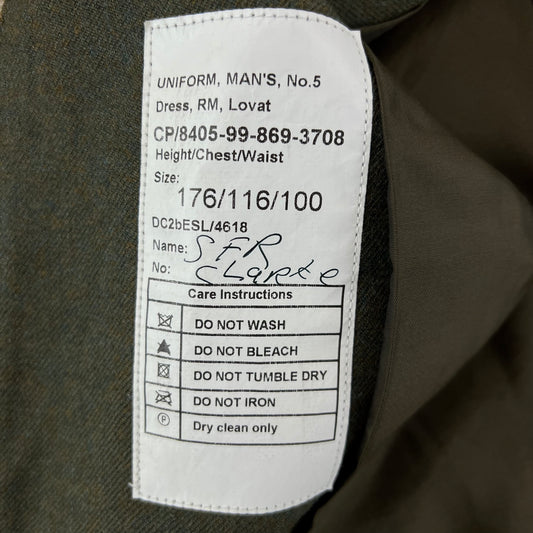 UNIFORM, MAN'S, No.5
Dress, RM, Lovat
CP/8405-99-869-3708
Height/Chest/Waist
Size:
176/116/100
DC2bESL/4618
Name: SFR
No: CLarke
Care Instructions
DO NOT WASH
DO NOT BLEACH
DO NOT TUMBLE DRY
DO NOT IRON
P Dry clean only